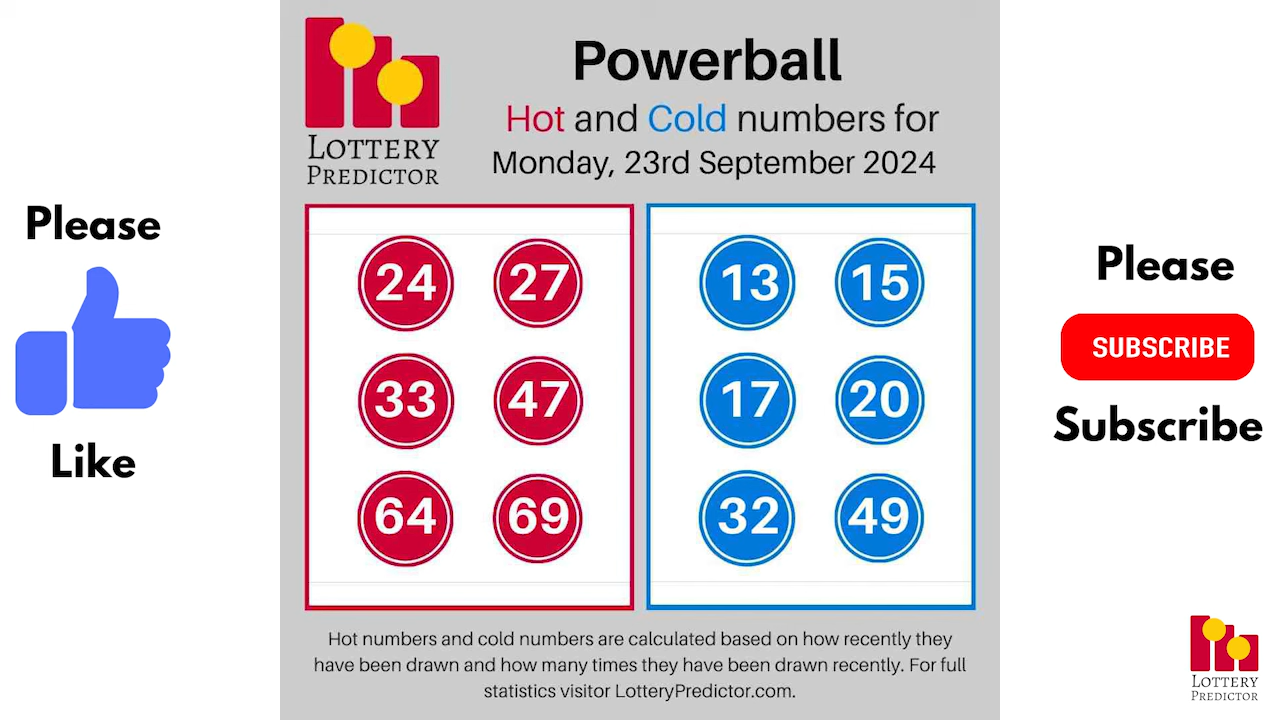 Powerball
Hot and Cold numbers for
Monday, 23rd September 2024
LOTTERY
PREDICTOR
Please
Like
24 27
33 47
64 69
13 15
17 20
32 49
Please
SUBSCRIBE
Subscribe
Hot numbers and cold numbers are calculated based on how recently they
have been drawn and how many times they have been drawn recently. For full
statistics visitor LotteryPredictor.com.
LOTTERY
PREDICTOR